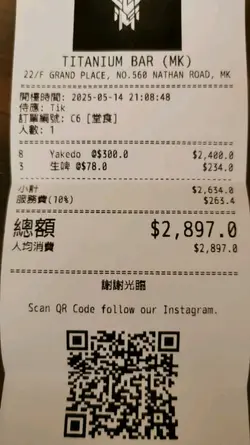 TITANIUM BAR (MK)
22/F GRAND PLACE, NO.560 NATHAN ROAD, MK
開檯時間: 2025-05-14 21:08:48
侍應: Tik
訂單編號: C6 [堂食]
人數: 1
8 Yakedo @$300.0 $2,400.0
3 生啤 @$78.0 $234.0
小計 $2,634.0
服務費(10%) $263.4
總額 $2,897.0
人均消費 $2,897.0
謝謝光臨
Scan QR Code follow our Instagram.